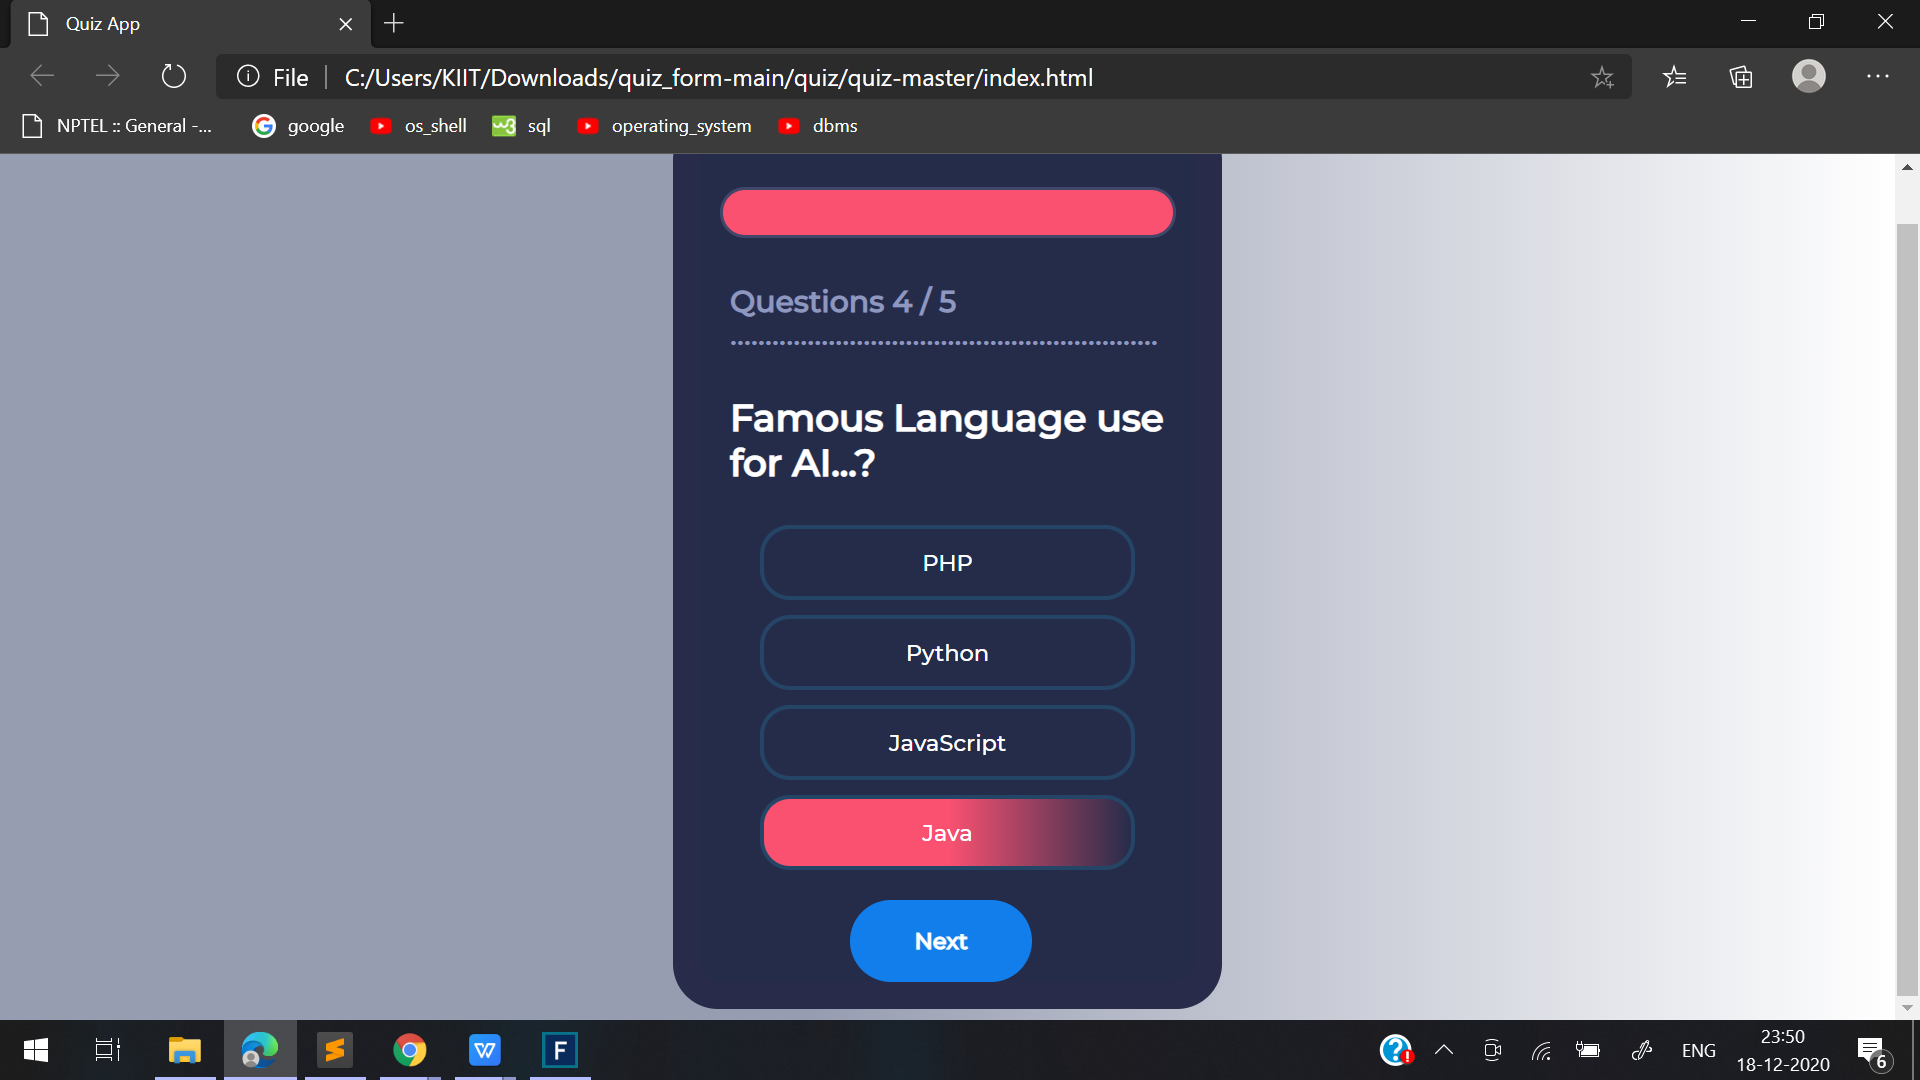 Quiz App
File
C:/Users/KIIT/Downloads/quiz_form-main/quiz/quiz-master/index.html
NPTEL :: General -... google os_shell sql operating_system dbms
Questions 4 / 5
Famous Language use
for AI...?
PHP
Python
JavaScript
Java
Next
ENG
23:50
18-12-2020
6